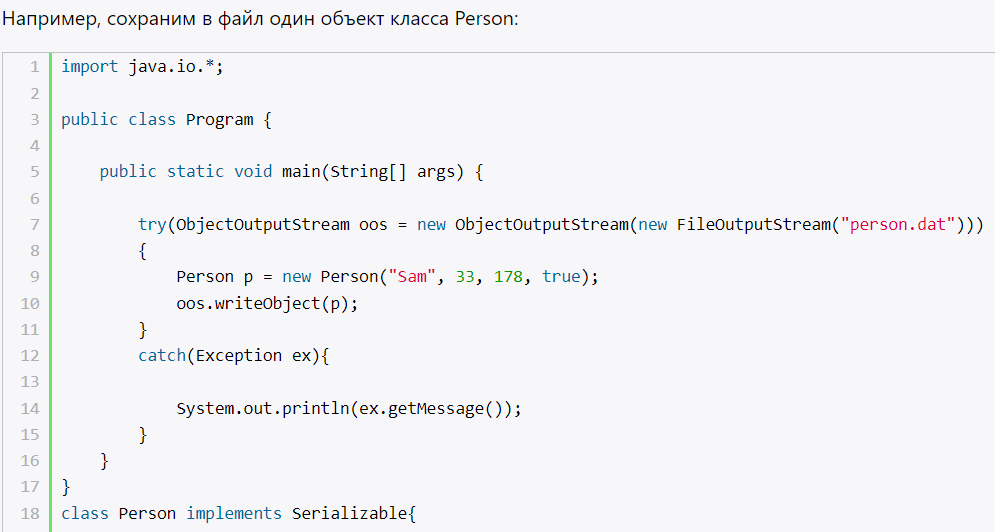 Например, сохраним в файл один объект класса Person:
1 import java.io.*;
2
3 public class Program {
4
5     public static void main(String[] args) {
6
7         try(ObjectOutputStream oos = new ObjectOutputStream(new FileOutputStream("person.dat")))
8         {
9             Person p = new Person("Sam", 33, 178, true);
10             oos.writeObject(p);
11         }
12         catch(Exception ex){
13
14             System.out.println(ex.getMessage());
15         }
16     }
17 }
18 class Person implements Serializable{